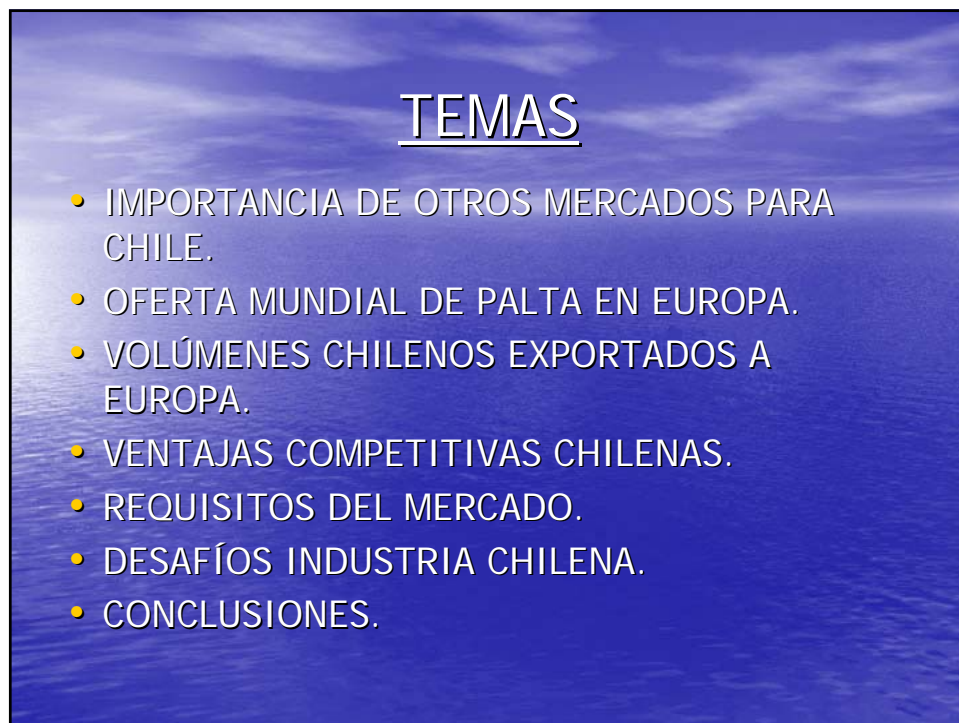 TEMAS
• IMPORTANCIA DE OTROS MERCADOS PARA
CHILE.
• OFERTA MUNDIAL DE PALTA EN EUROPA.
• VOLÚMENES CHILENOS EXPORTADOS A
EUROPA.
• VENTAJAS COMPETITIVAS CHILENAS.
• REQUISITOS DEL MERCADO.
• DESAFÍOS INDUSTRIA CHILENA.
• CONCLUSIONES.